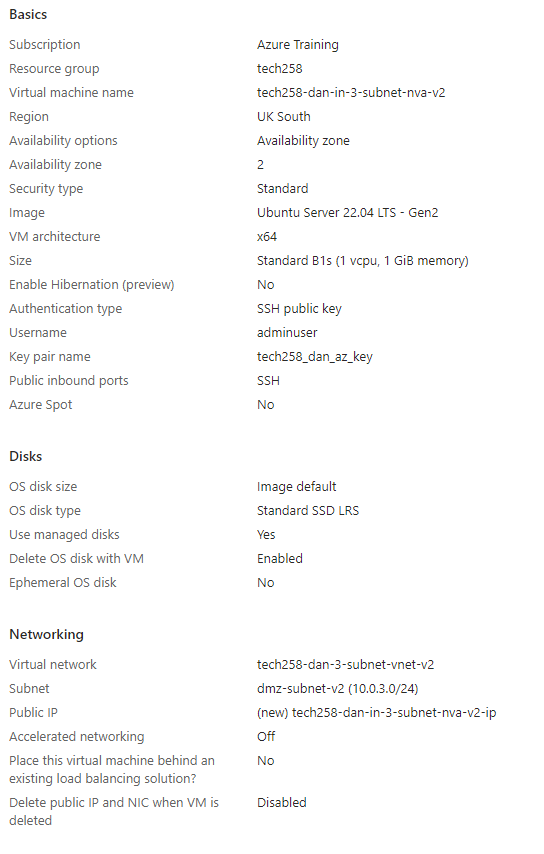 Basics
Subscription Azure Training
Resource group tech258
Virtual machine name tech258-dan-in-3-subnet-nva-v2
Region UK South
Availability options Availability zone
Availability zone 2
Security type Standard
Image Ubuntu Server 22.04 LTS - Gen2
VM architecture x64
Size Standard B1s (1 vcpu, 1 GiB memory)
Enable Hibernation (preview) No
Authentication type SSH public key
Username adminuser
Key pair name tech258_dan_az_key
Public inbound ports SSH
Azure Spot No
Disks
OS disk size Image default
OS disk type Standard SSD LRS
Use managed disks Yes
Delete OS disk with VM Enabled
Ephemeral OS disk No
Networking
Virtual network tech258-dan-3-subnet-vnet-v2
Subnet dmz-subnet-v2 (10.0.3.0/24)
Public IP (new) tech258-dan-in-3-subnet-nva-v2-ip
Accelerated networking Off
Place this virtual machine behind an No
existing load balancing solution?
Delete public IP and NIC when VM is Disabled
deleted